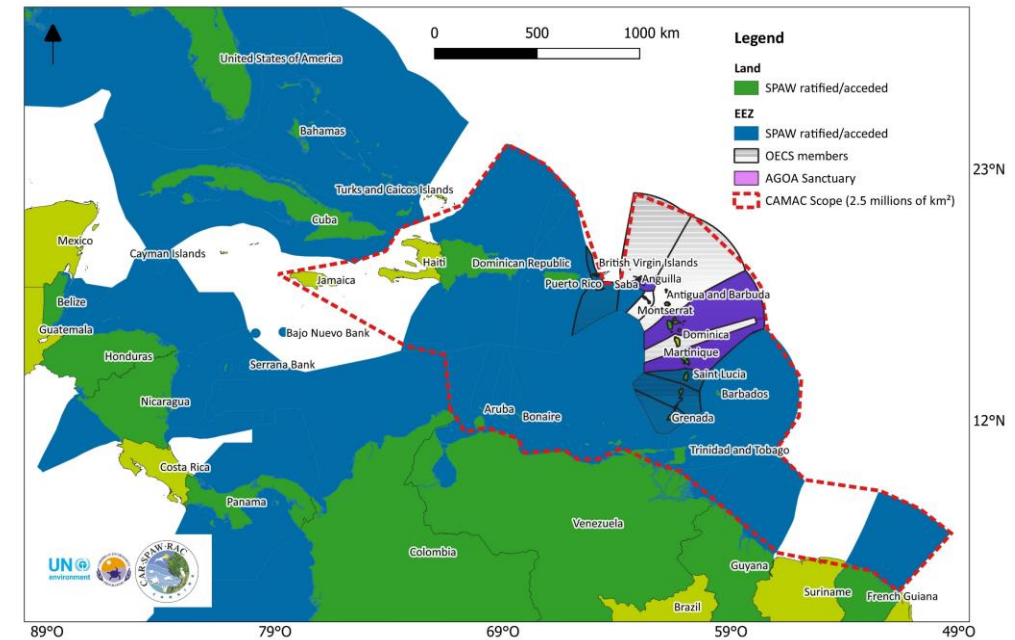 0 500 1000 km
Legend
Land
SPAW ratified/acceded
EEZ
SPAW ratified/acceded
OECS members
AGOA Sanctuary
CAMAC Scope (2.5 millions of km²)
United States of America
Bahamas
23°N
Turks and Caicos Islands
Cuba
Mexico
Cayman Islands
Haiti
Dominican Republic
British Virgin Islands
Jamaica
Puerto Rico
Saba
Anguilla
Antigua and Barbuda
Belize
Montserrat
Guatemala
Bajo Nuevo Bank
Dominica
Honduras
Martinique
Serrana Bank
Saint Lucia
Nicaragua
Aruba
Bonaire
Barbados
Grenada
12°N
Trinidad and Tobago
Costa Rica
Panama
Venezuela
Colombia
Guyana
Suriname
French Guiana
Brazil
UN
environment
CAR-SPAW-RAC
89°O 79°O 69°O 59°O 49°O